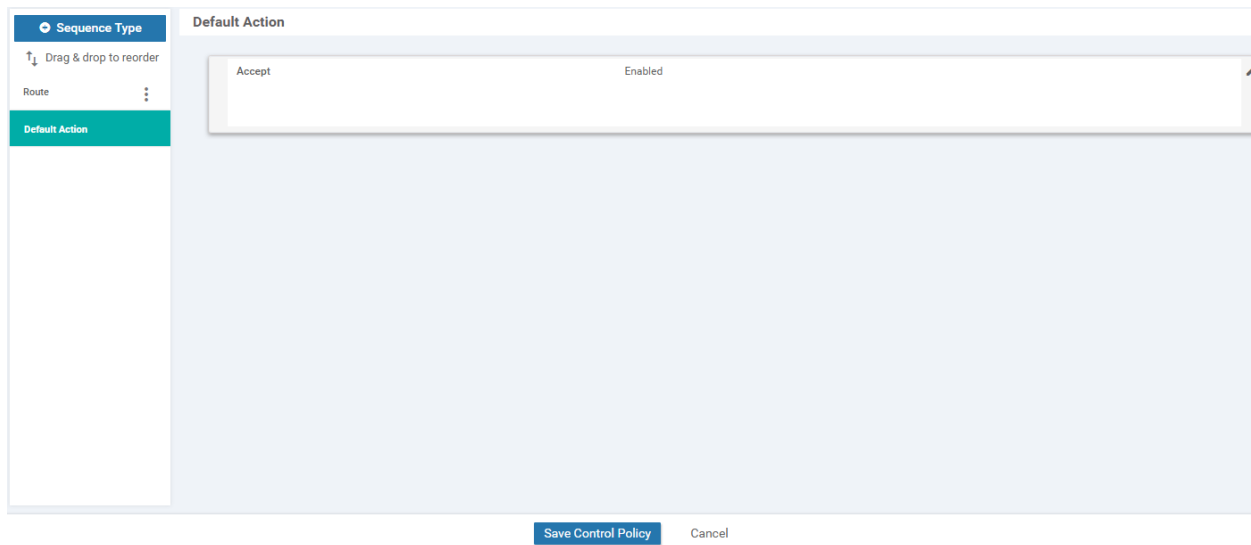 Sequence Type
Drag & drop to reorder
Route
Default Action
Default Action
Accept Enabled
Save Control Policy Cancel